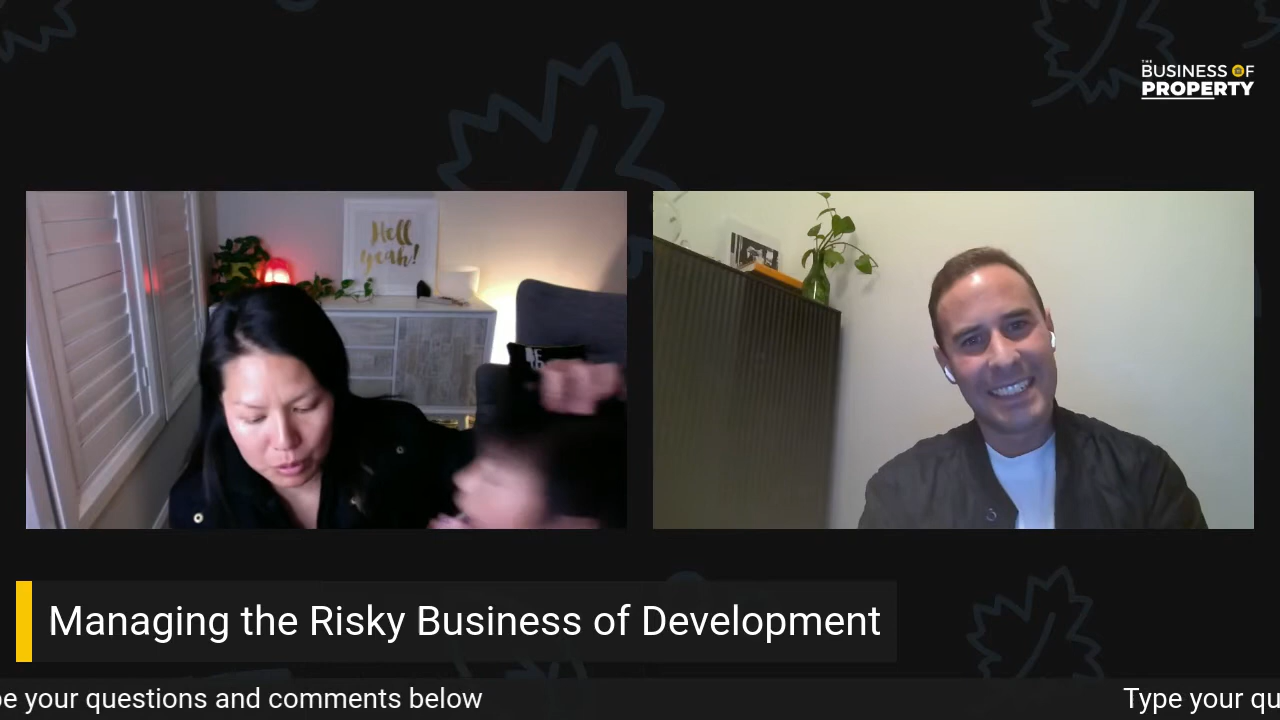 THE
BUSINESS OF
PROPERTY
Hell
yeah!
BE
Managing the Risky Business of Development
pe your questions and comments below
Type your qu